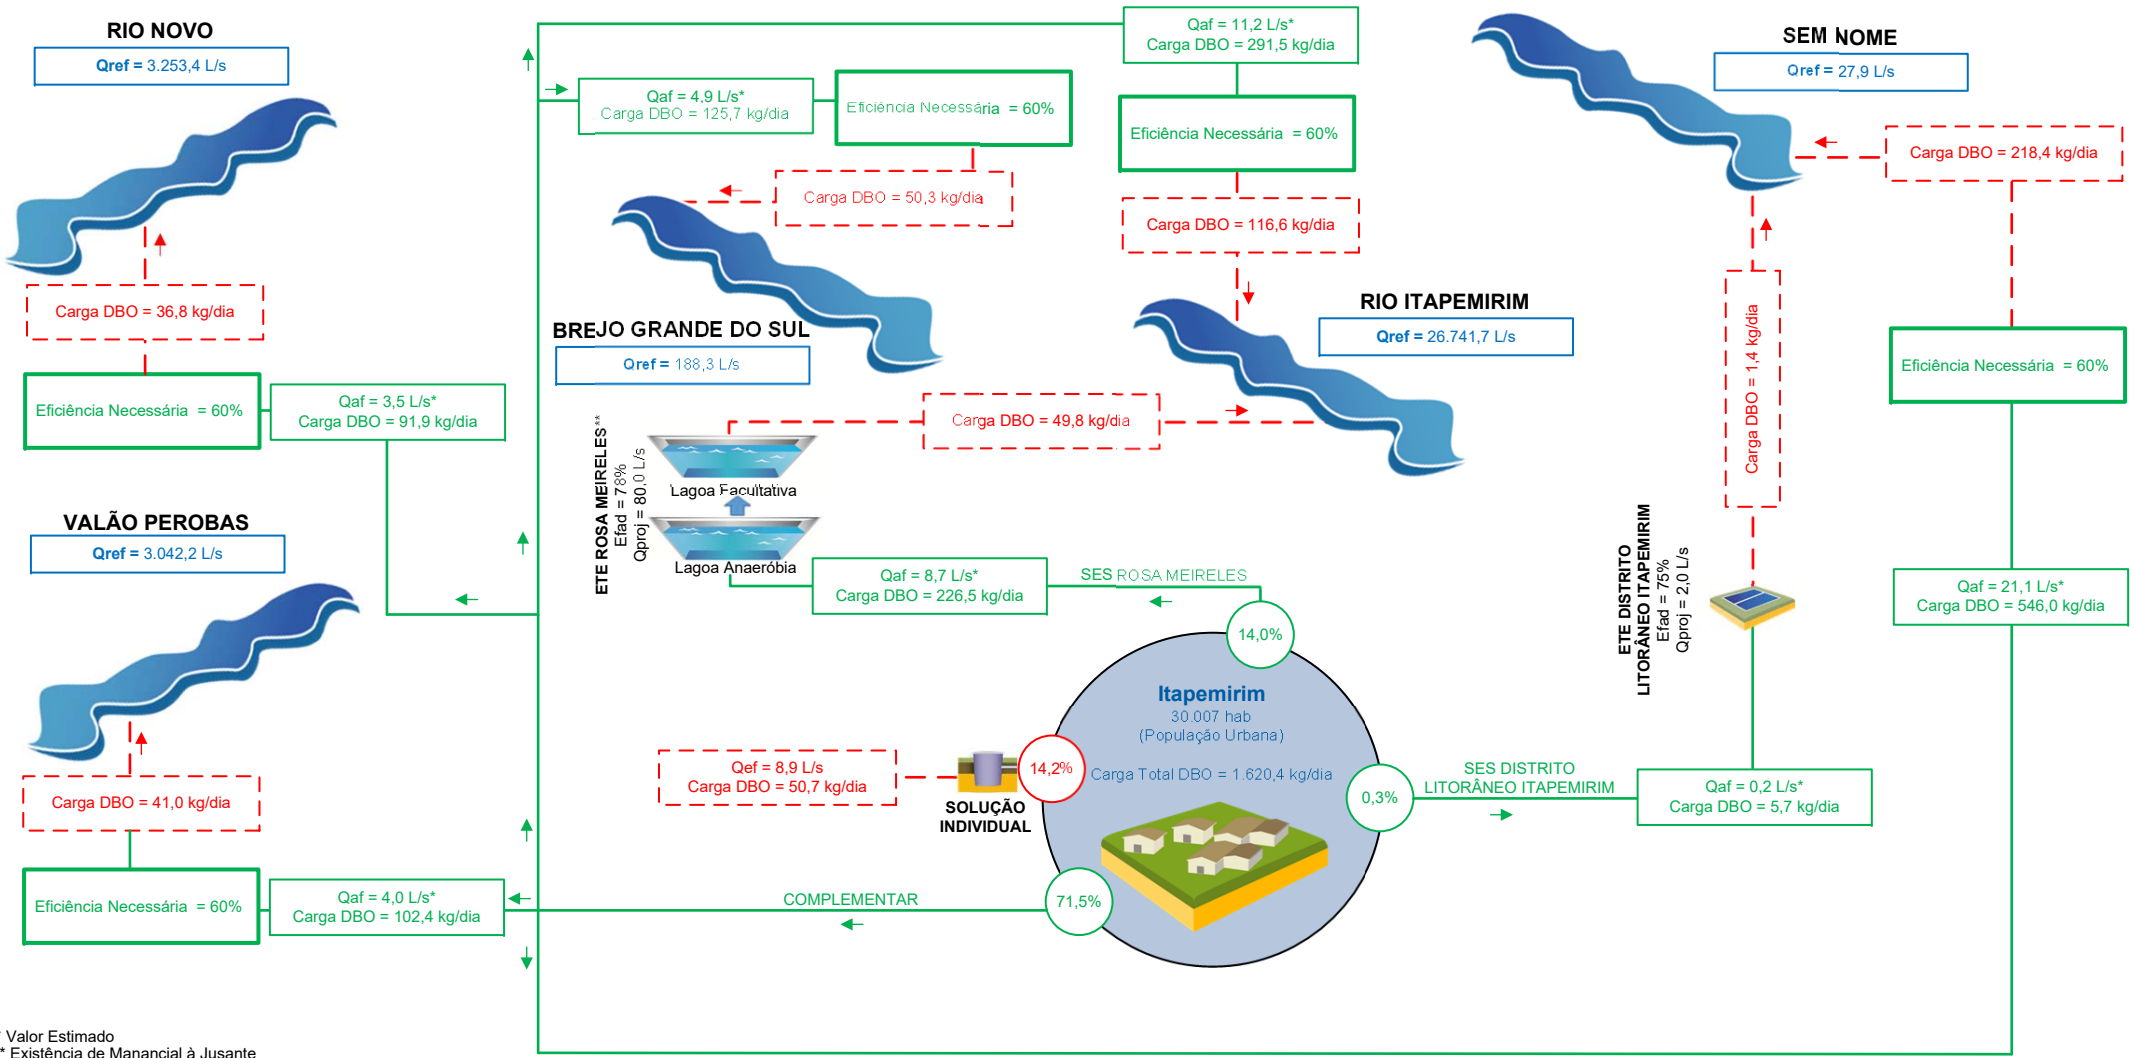 RIO NOVO
Qref = 3.253,4 L/s
Carga DBO = 36,8 kg/dia
Eficiência Necessária = 60%
Qaf = 3,5 L/s*
Carga DBO = 91,9 kg/dia
VALÃO PEROBAS
Qref = 3.042,2 L/s
Carga DBO = 41,0 kg/dia
Eficiência Necessária = 60%
Qaf = 4,0 L/s*
Carga DBO = 102,4 kg/dia
Qaf = 4,9 L/s*
Carga DBO = 125,7 kg/dia
Eficiência Necessária = 60%
Carga DBO = 50,3 kg/dia
BREJO GRANDE DO SUL
Qref = 188,3 L/s
Qaf = 11,2 L/s*
Carga DBO = 291,5 kg/dia
Eficiência Necessária = 60%
Carga DBO = 116,6 kg/dia
RIO ITAPEMIRIM
Qref = 26.741,7 L/s
Carga DBO = 49,8 kg/dia
ETE ROSA MEIRELES**
Efad = 78%
Qproj = 80,0 L/s
Lagoa Facultativa
Lagoa Anaeróbia
Qaf = 8,7 L/s*
Carga DBO = 226,5 kg/dia
SES ROSA MEIRELES
14,0%
Itapemirim
30.007 hab
(População Urbana)
Carga Total DBO = 1.620,4 kg/dia
14,2%
SOLUÇÃO
INDIVIDUAL
Qef = 8,9 L/s
Carga DBO = 50,7 kg/dia
71,5%
COMPLEMENTAR
0,3%
SES DISTRITO
LITORÂNEO ITAPEMIRIM
Qaf = 0,2 L/s*
Carga DBO = 5,7 kg/dia
ETE DISTRITO
LITORÂNEO ITAPEMIRIM
Efad = 75%
Qproj = 2,0 L/s
Carga DBO = 1,4 kg/dia
SEM NOME
Qref = 27,9 L/s
Carga DBO = 218,4 kg/dia
Eficiência Necessária = 60%
Qaf = 21,1 L/s*
Carga DBO = 546,0 kg/dia
* Valor Estimado
** Existência de Manancial à Jusante